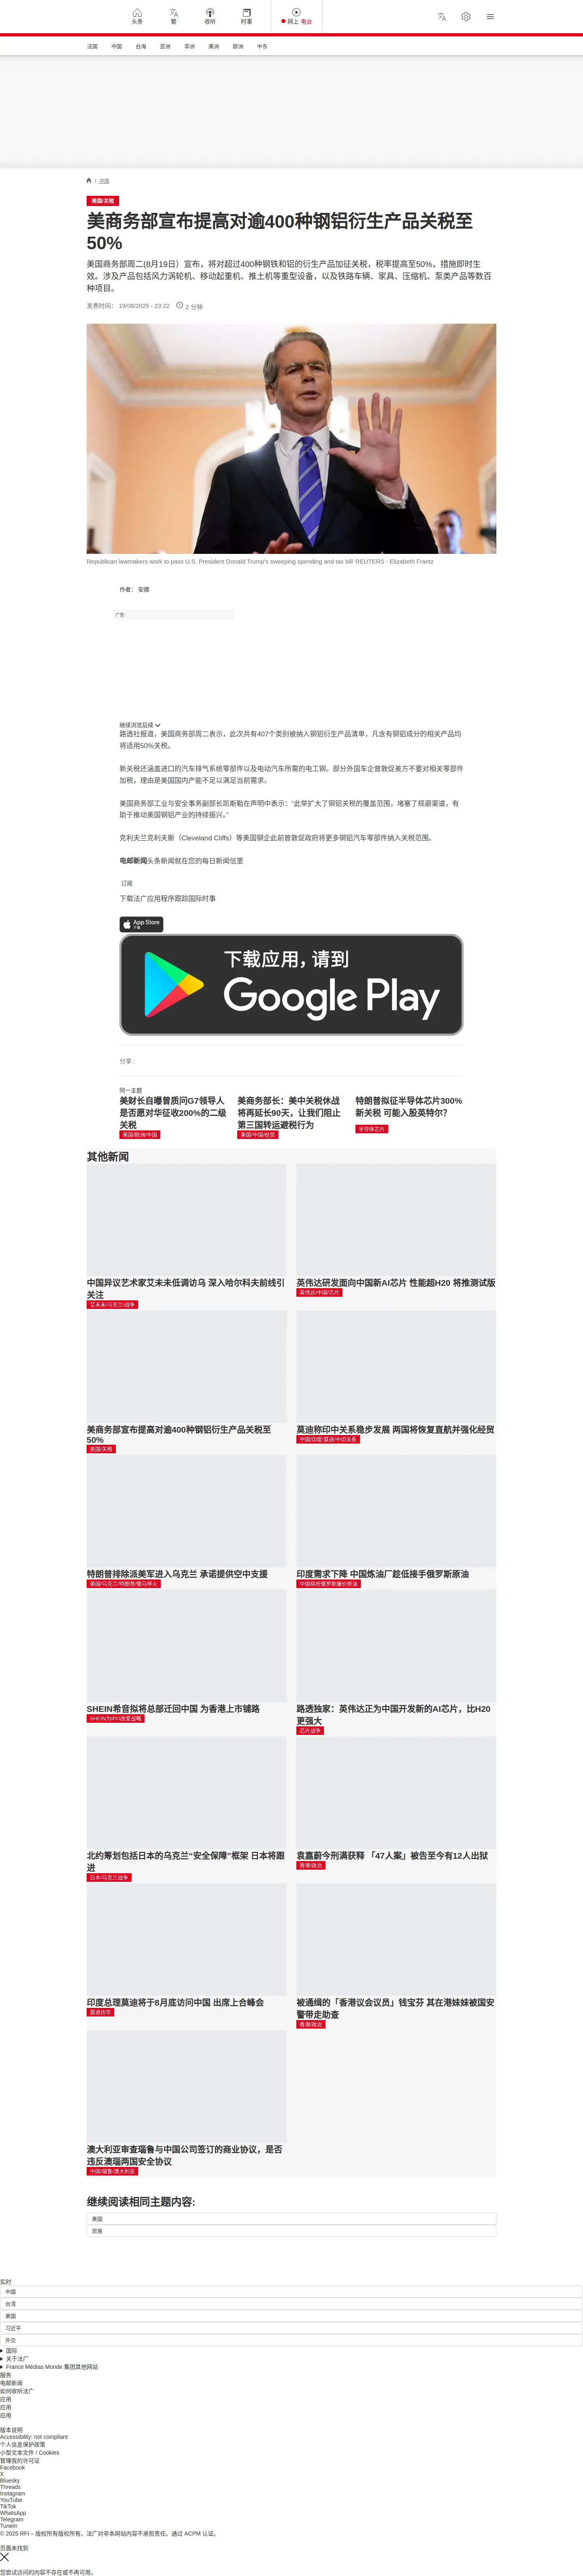 头条
繁
收听
时事
网上 电台
法国
中国
台海
亚洲
非洲
美洲
欧洲
中东
/ 中国
美国/关税
美商务部宣布提高对逾400种钢铝衍生产品关税至
50%
美国商务部周二(8月19日）宣布，将对超过400种钢铁和铝的衍生产品加征关税，税率提高至50%，措施即时生
效。涉及产品包括风力涡轮机、移动起重机、推土机等重型设备，以及铁路车辆、家具、压缩机、泵类产品等数百
种项目。
发表时间： 19/08/2025 - 23:22
2 分钟
Republican lawmakers work to pass U.S. President Donald Trump's sweeping spending and tax bill REUTERS - Elizabeth Frantz
作者： 安娜
广告
继续浏览后续
路透社报道，美国商务部周二表示，此次共有407个类别被纳入钢铝衍生产品清单，凡含有钢铝成分的相关产品均
将适用50%关税。
新关税还涵盖进口的汽车排气系统零部件以及电动汽车所需的电工钢。部分外国车企曾敦促美方不要对相关零部件
加税，理由是美国国内产能不足以满足当前需求。
美国商务部工业与安全事务副部长凯斯勒在声明中表示：“此举扩大了钢铝关税的覆盖范围，堵塞了规避渠道，有
助于推动美国钢铝产业的持续振兴。”
克利夫兰克利夫斯（Cleveland Cliffs）等美国钢企此前曾敦促政府将更多钢铝汽车零部件纳入关税范围。
电邮新闻头条新闻就在您的每日新闻信里
订阅
下载法广应用程序跟踪国际时事
App Store
下载
下载应用，请到
Google Play
分享 :
同一主题
美财长自曝曾质问G7领导人
是否愿对华征收200%的二级
关税
美国/欧洲/中国
美商务部长：美中关税休战
将再延长90天，让我们阻止
第三国转运避税行为
美国/中国/经贸
特朗普拟征半导体芯片300%
新关税 可能入股英特尔？
半导体芯片
其他新闻
中国异议艺术家艾未未低调访乌 深入哈尔科夫前线引
关注
艾未未/乌克兰/战争
英伟达研发面向中国新AI芯片 性能超H20 将推测试版
英伟达/中国/芯片
美商务部宣布提高对逾400种钢铝衍生产品关税至
50%
美国/关税
莫迪称印中关系稳步发展 两国将恢复直航并强化经贸
中国/印度/莫迪/中印关系
特朗普排除派美军进入乌克兰 承诺提供空中支援
美国/乌克兰/特朗普/俄乌停火
印度需求下降 中国炼油厂趁低接手俄罗斯原油
中国续抢俄罗斯廉价原油
SHEIN希音拟将总部迁回中国 为香港上市铺路
SHEIN为IPO改变战略
路透独家：英伟达正为中国开发新的AI芯片，比H20
更强大
芯片战争
北约筹划包括日本的乌克兰“安全保障”框架 日本将跟
进
日本/乌克兰战争
袁嘉蔚今刑满获释 「47人案」被告至今有12人出狱
香港/政治
印度总理莫迪将于8月底访问中国 出席上合峰会
莫迪访华
被通缉的「香港议会议员」钱宝芬 其在港妹妹被国安
警带走助查
香港/政治
澳大利亚审查瑙鲁与中国公司签订的商业协议，是否
违反澳瑙两国安全协议
中国/瑙鲁/澳大利亚
继续阅读相同主题内容:
美国
贸易
实时
中国
台湾
美国
习近平
外交
国际
关于法广
France Médias Monde 集团其他网站
服务
电邮新闻
如何收听法广
应用
应用
应用
版本说明
Accessibility: not compliant
个人信息保护政策
小型文本文件 / Cookies
管理我的许可证
Facebook
X
Bluesky
Threads
Instagram
YouTube
TikTok
WhatsApp
Telegram
TuneIn
© 2025 RFI – 版权所有版权所有。法广对非本网站内容不承担责任。通过 ACPM 认证。
页面未找到
您尝试访问的内容不存在或不再可用。